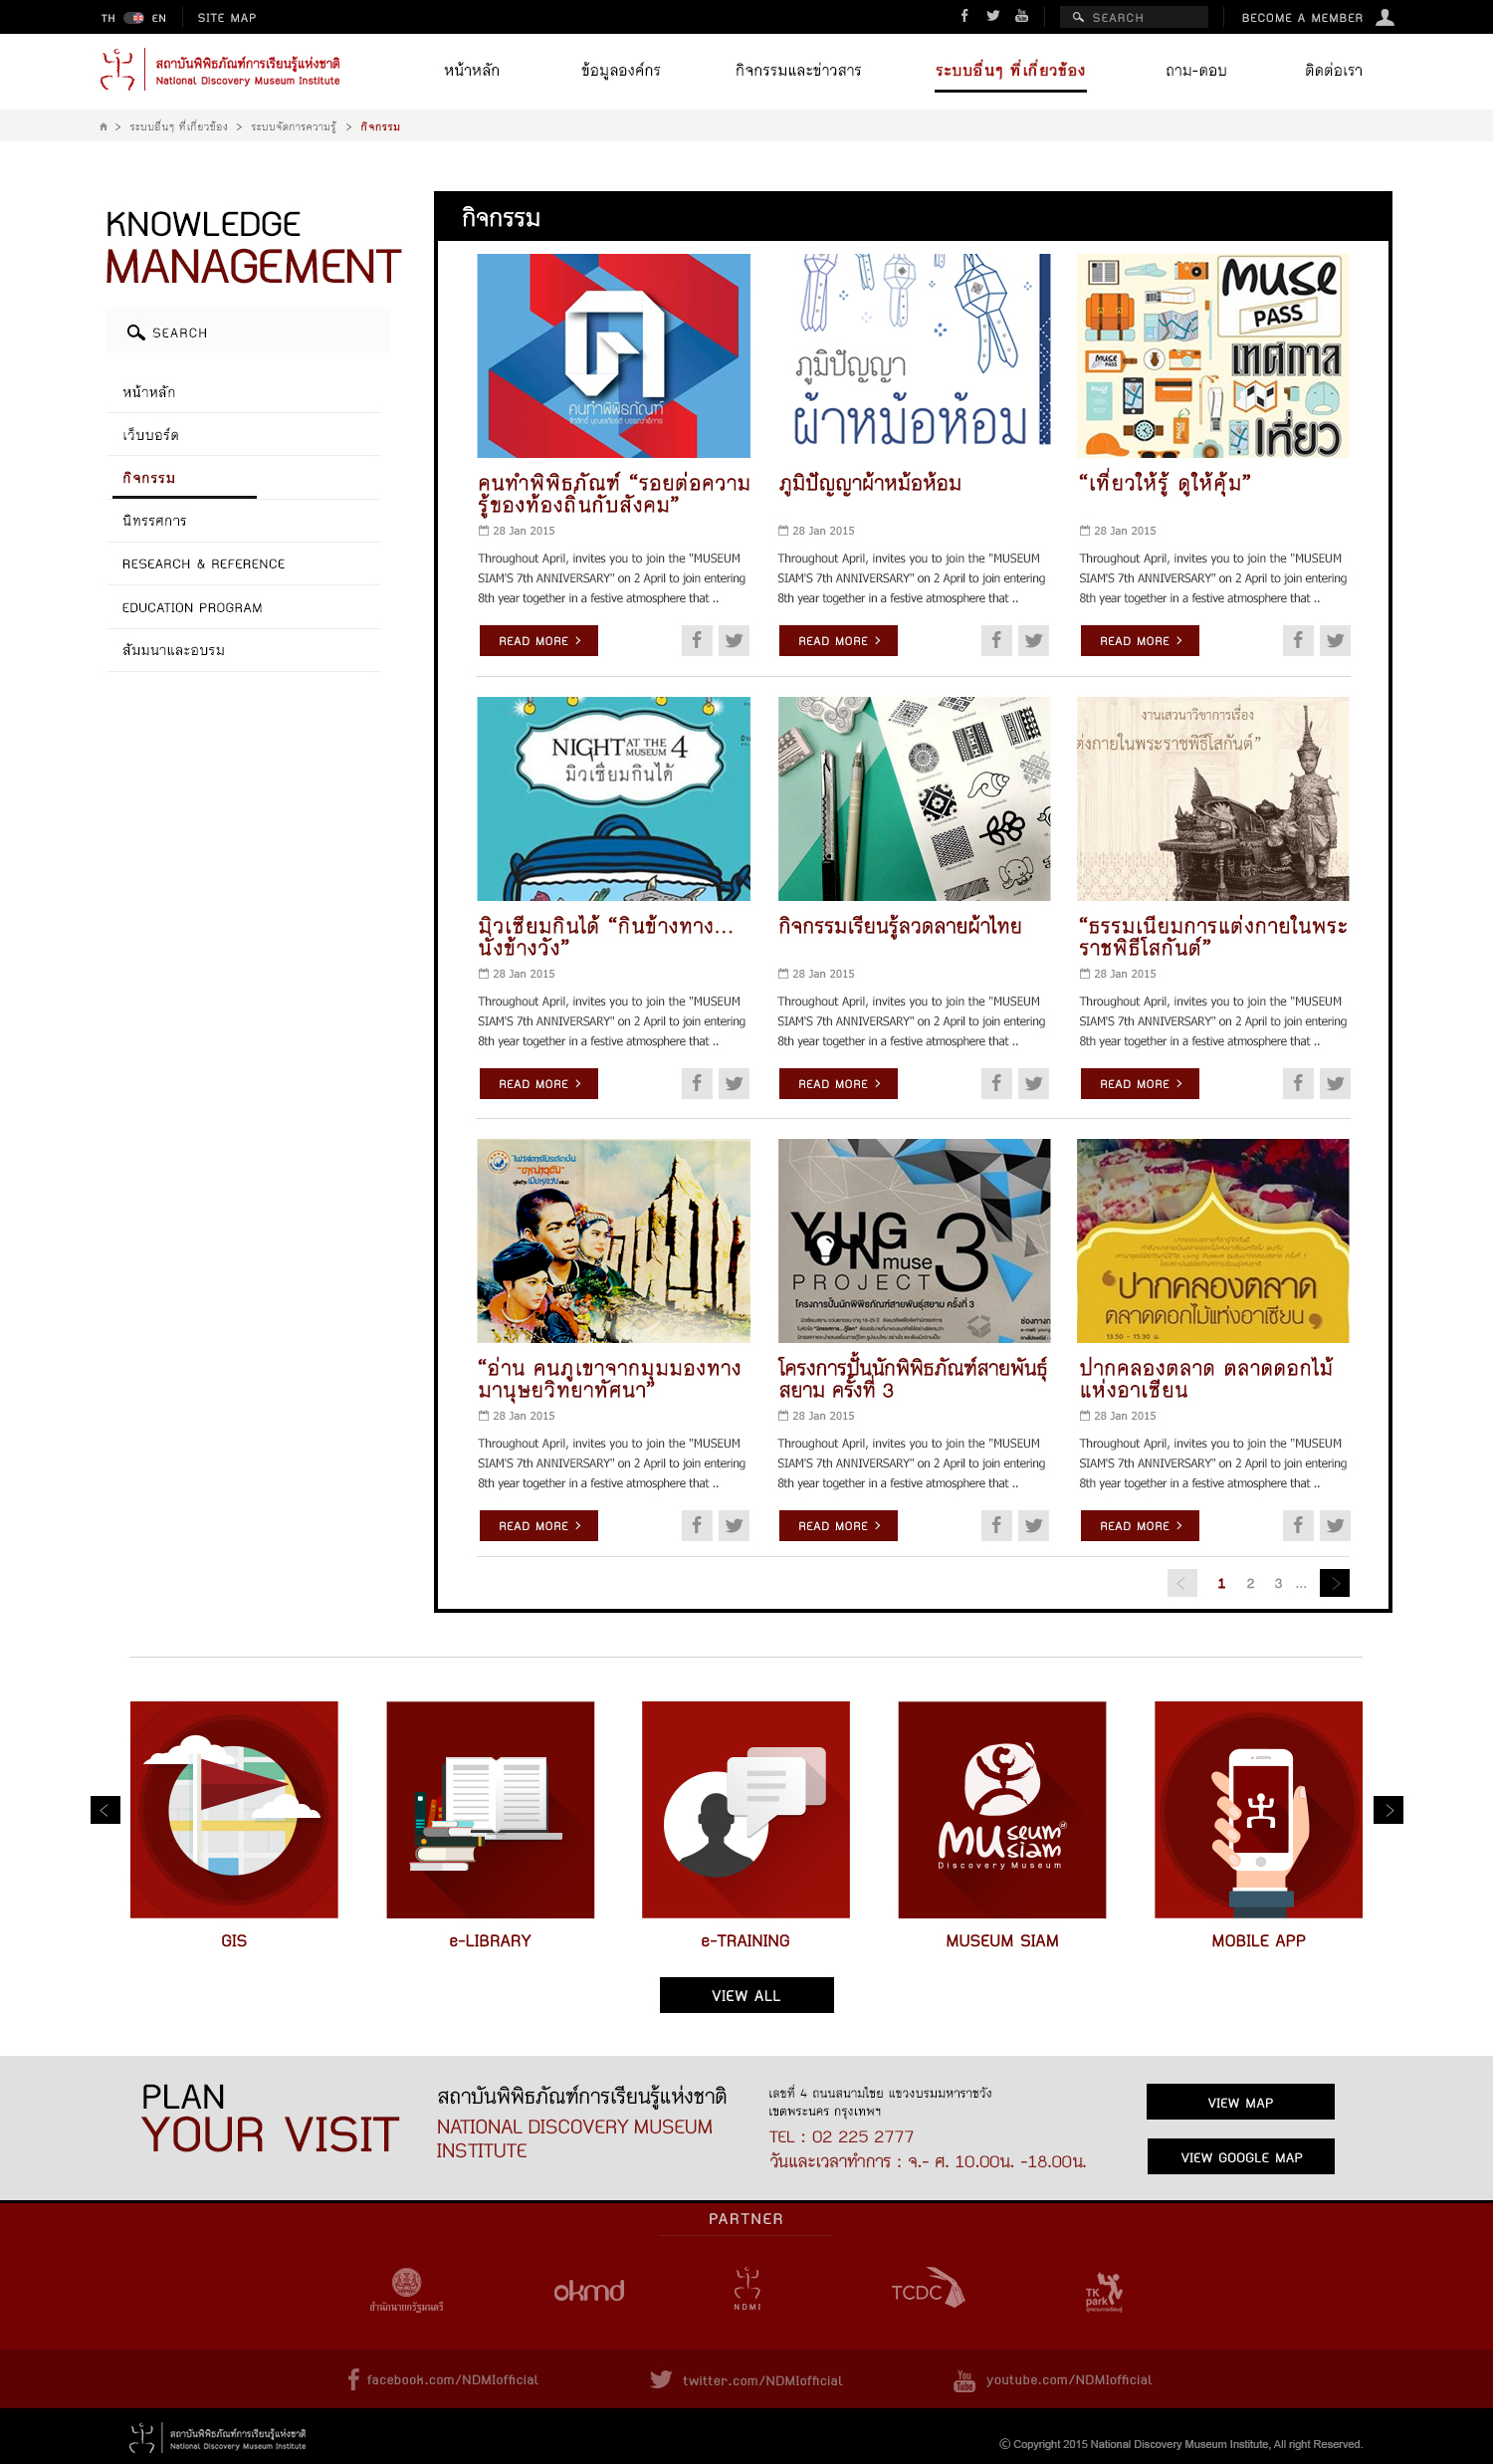 TH EN SITE MAP SEARCH BECOME A MEMBER
สถาบันพิพิธภัณฑ์การเรียนรู้แห่งชาติ
National Discovery Museum Institute
หน้าหลัก ข้อมูลองค์กร กิจกรรมและข่าวสาร ระบบอื่นๆ ที่เกี่ยวข้อง ถาม-ตอบ ติดต่อเรา
> ระบบอื่นๆ ที่เกี่ยวข้อง > ระบบจัดการความรู้ > กิจกรรม
KNOWLEDGE
MANAGEMENT
SEARCH
หน้าหลัก
เว็บบอร์ด
กิจกรรม
นิทรรศการ
RESEARCH & REFERENCE
EDUCATION PROGRAM
สัมมนาและอบรม
กิจกรรม
คนทำพิพิธภัณฑ์
ภูมิปัญญา
ผ้าหม้อห้อม
MUSE
PASS
เทศกาล
เที่ยว
คนทำพิพิธภัณฑ์ “รอยต่อความ
รู้ของท้องถิ่นกับสังคม”
28 Jan 2015
Throughout April, invites you to join the "MUSEUM
SIAM'S 7th ANNIVERSARY" on 2 April to join entering
8th year together in a festive atmosphere that ..
READ MORE >
ภูมิปัญญาผ้าหม้อห้อม
28 Jan 2015
Throughout April, invites you to join the "MUSEUM
SIAM'S 7th ANNIVERSARY" on 2 April to join entering
8th year together in a festive atmosphere that ..
READ MORE >
“เที่ยวให้รู้ ดูให้คุ้ม”
28 Jan 2015
Throughout April, invites you to join the "MUSEUM
SIAM'S 7th ANNIVERSARY" on 2 April to join entering
8th year together in a festive atmosphere that ..
READ MORE >
NIGHT AT THE MUSEUM 4
มิวเซียมกินได้
งานเสวนาวิชาการเรื่อง
ต่งกายในพระราชพิธีโสกันต์”
มิวเซียมกินได้ “กินข้างทาง...
นั่งข้างวัง”
28 Jan 2015
Throughout April, invites you to join the "MUSEUM
SIAM'S 7th ANNIVERSARY" on 2 April to join entering
8th year together in a festive atmosphere that ..
READ MORE >
กิจกรรมเรียนรู้ลวดลายผ้าไทย
28 Jan 2015
Throughout April, invites you to join the "MUSEUM
SIAM'S 7th ANNIVERSARY" on 2 April to join entering
8th year together in a festive atmosphere that ..
READ MORE >
“ธรรมเนียมการแต่งกายในพระ
ราชพิธีโสกันต์”
28 Jan 2015
Throughout April, invites you to join the "MUSEUM
SIAM'S 7th ANNIVERSARY" on 2 April to join entering
8th year together in a festive atmosphere that ..
READ MORE >
YUNG
ON muse 3
PROJECT
โครงการปั้นนักพิพิธภัณฑ์สายพันธุ์สยาม ครั้งที่ 3
‘ปากคลองตลาด
ตลาดดอกไม้แห่งอาเซียน’
13.50 - 15.30 น.
“อ่าน คนภูเขาจากมุมมองทาง
มานุษยวิทยาทัศนา”
28 Jan 2015
Throughout April, invites you to join the "MUSEUM
SIAM'S 7th ANNIVERSARY" on 2 April to join entering
8th year together in a festive atmosphere that ..
READ MORE >
โครงการปั้นนักพิพิธภัณฑ์สายพันธุ์
สยาม ครั้งที่ 3
28 Jan 2015
Throughout April, invites you to join the "MUSEUM
SIAM'S 7th ANNIVERSARY" on 2 April to join entering
8th year together in a festive atmosphere that ..
READ MORE >
ปากคลองตลาด ตลาดดอกไม้
แห่งอาเซียน
28 Jan 2015
Throughout April, invites you to join the "MUSEUM
SIAM'S 7th ANNIVERSARY" on 2 April to join entering
8th year together in a festive atmosphere that ..
READ MORE >
< 1 2 3 ... >
museum siam
Discovery Museum
GIS e-LIBRARY e-TRAINING MUSEUM SIAM MOBILE APP
VIEW ALL
PLAN
YOUR VISIT
สถาบันพิพิธภัณฑ์การเรียนรู้แห่งชาติ
NATIONAL DISCOVERY MUSEUM
INSTITUTE
เลขที่ 4 ถนนสนามไชย แขวงบรมมหาราชวัง
เขตพระนคร กรุงเทพฯ
TEL : 02 225 2777
วันและเวลาทำการ : จ.- ศ. 10.00น. -18.00น.
VIEW MAP
VIEW GOOGLE MAP
PARTNER
สำนักนายกรัฐมนตรี
okmd
NDMI
TCDC
TK park
facebook.com/NDMIofficial twitter.com/NDMIofficial youtube.com/NDMIofficial
สถาบันพิพิธภัณฑ์การเรียนรู้แห่งชาติ
National Discovery Museum Institute
© Copyright 2015 National Discovery Museum Institute, All right Reserved.